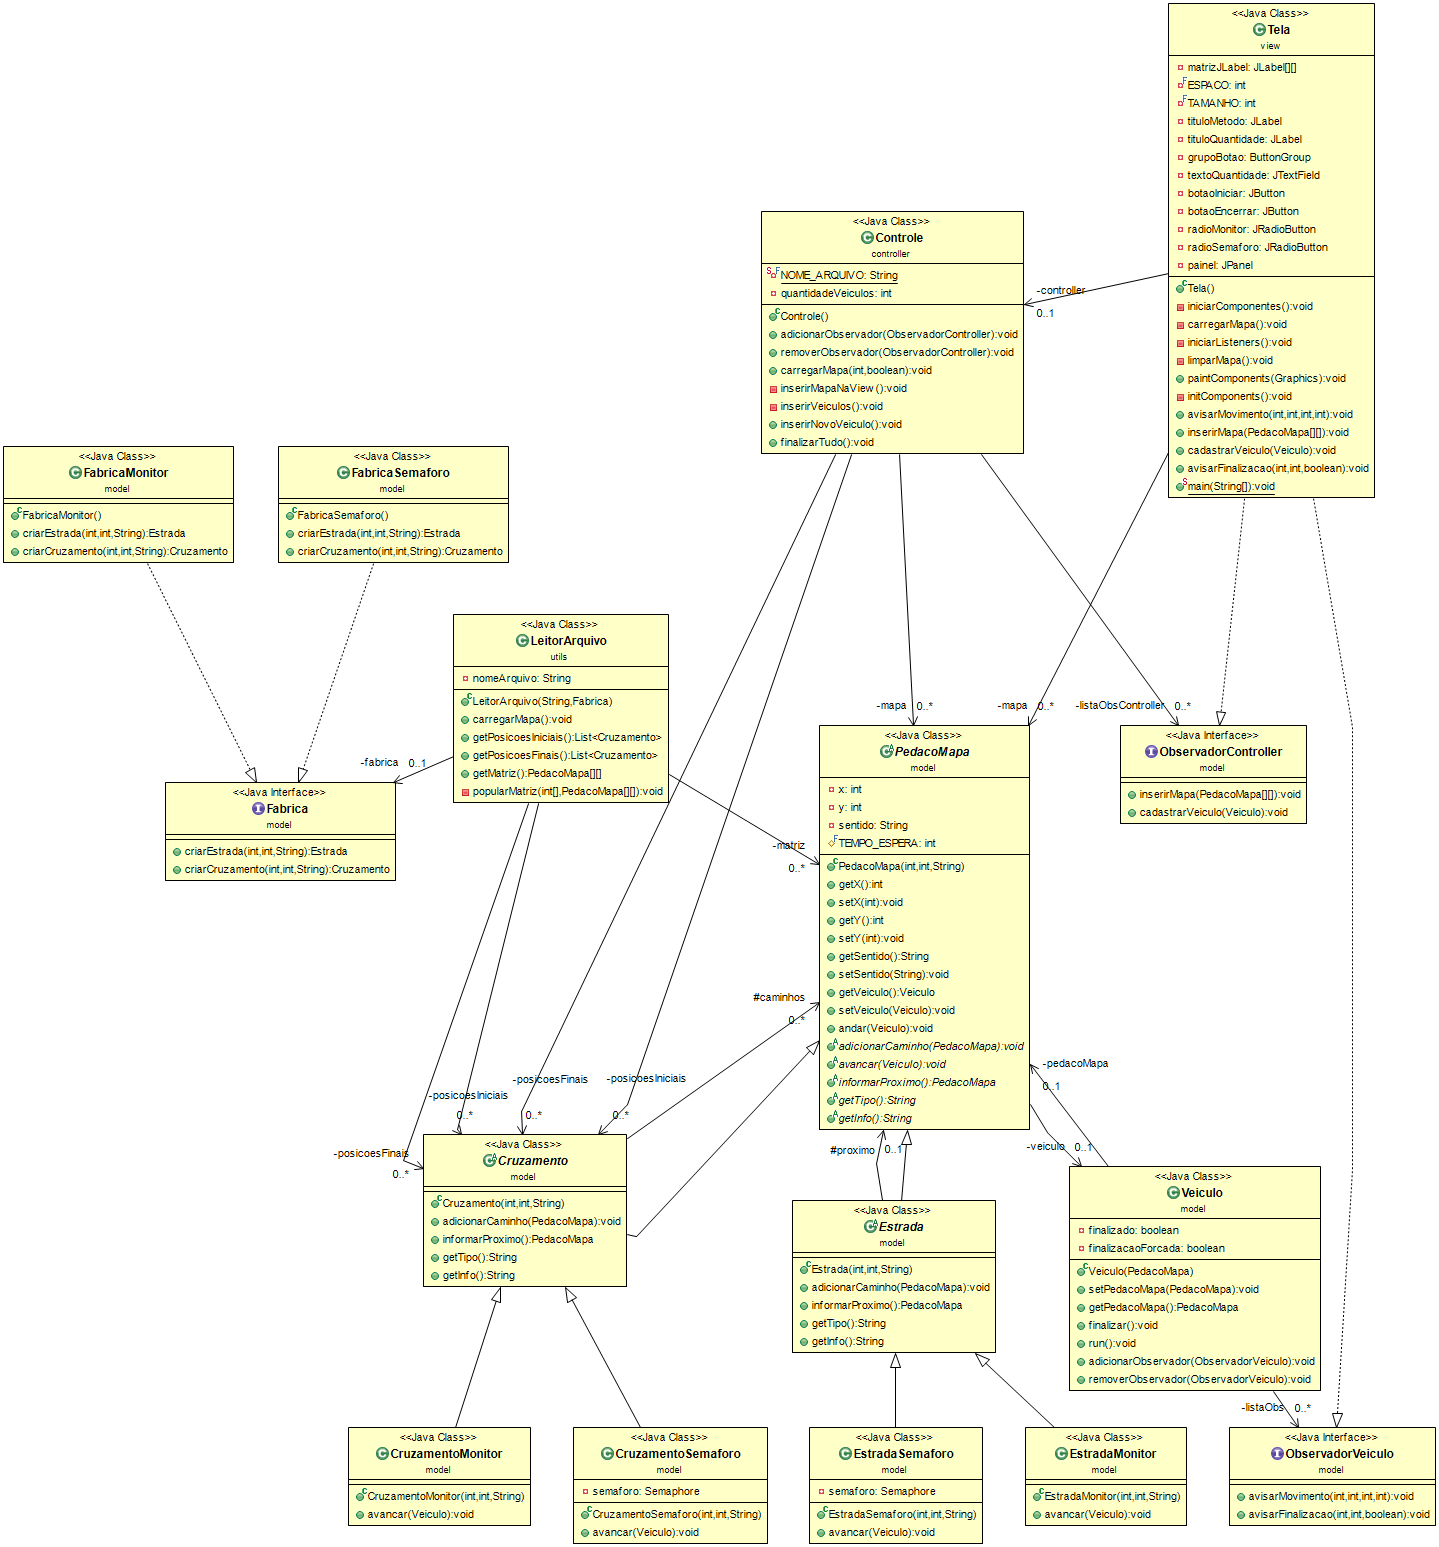 <<Java Class>>
Tela
view
matrizJLabel: JLabel[][]
ESPACO: int
TAMANHO: int
tituloMetodo: JLabel
tituloQuantidade: JLabel
grupoBotao: ButtonGroup
textoQuantidade: JTextField
botaoIniciar: JButton
botaoEncerrar: JButton
radioMonitor: JRadioButton
radioSemaforo: JRadioButton
painel: JPanel
Tela()
iniciarComponentes():void
carregarMapa():void
iniciarListeners():void
limparMapa():void
paintComponents(Graphics):void
initComponents():void
avisarMovimento(int,int,int,int):void
inserirMapa(PedacoMapa[][]):void
cadastrarVeiculo(Veiculo):void
avisarFinalizacao(int,int,boolean):void
main(String[]):void
<<Java Class>>
Controle
controller
NOME_ARQUIVO: String
quantidadeVeiculos: int
Controle()
adicionarObservador(ObservadorController):void
removerObservador(ObservadorController):void
carregarMapa(int,boolean):void
inserirMapaNaView():void
inserirVeiculos():void
inserirNovoVeiculo():void
finalizarTudo():void
-controller
0..1
<<Java Class>>
FabricaMonitor
model
FabricaMonitor()
criarEstrada(int,int,String):Estrada
criarCruzamento(int,int,String):Cruzamento
<<Java Class>>
FabricaSemaforo
model
FabricaSemaforo()
criarEstrada(int,int,String):Estrada
criarCruzamento(int,int,String):Cruzamento
<<Java Class>>
LeitorArquivo
utils
nomeArquivo: String
LeitorArquivo(String,Fabrica)
carregarMapa():void
getPosicoesIniciais():List<Cruzamento>
getPosicoesFinais():List<Cruzamento>
getMatriz():PedacoMapa[][]
popularMatriz(int[],PedacoMapa[][]):void
-fabrica
0..1
<<Java Interface>>
Fabrica
model
criarEstrada(int,int,String):Estrada
criarCruzamento(int,int,String):Cruzamento
-mapa 0..*
-mapa 0..*
-listaObsController 0..*
-matriz
0..*
<<Java Class>>
PedacoMapa
model
x: int
y: int
sentido: String
TEMPO_ESPERA: int
PedacoMapa(int,int,String)
getX():int
setX(int):void
getY():int
setY(int):void
getSentido():String
setSentido(String):void
getVeiculo():Veiculo
setVeiculo(Veiculo):void
andar(Veiculo):void
adicionarCaminho(PedacoMapa):void
avancar(Veiculo):void
informarProximo():PedacoMapa
getTipo():String
getInfo():String
<<Java Interface>>
ObservadorController
model
inserirMapa(PedacoMapa[][]):void
cadastrarVeiculo(Veiculo):void
#caminhos
0..*
-posicoesFinais
0..*
-posicoesIniciais
0..*
-posicoesIniciais
0..*
-posicoesFinais
0..*
-pedacoMapa
0..1
-veiculo 0..1
#proximo 0..1
<<Java Class>>
Cruzamento
model
Cruzamento(int,int,String)
adicionarCaminho(PedacoMapa):void
informarProximo():PedacoMapa
getTipo():String
getInfo():String
<<Java Class>>
Estrada
model
Estrada(int,int,String)
adicionarCaminho(PedacoMapa):void
informarProximo():PedacoMapa
getTipo():String
getInfo():String
<<Java Class>>
Veiculo
model
finalizado: boolean
finalizacaoForcada: boolean
Veiculo(PedacoMapa)
setPedacoMapa(PedacoMapa):void
getPedacoMapa():PedacoMapa
finalizar():void
run():void
adicionarObservador(ObservadorVeiculo):void
removerObservador(ObservadorVeiculo):void
-listaObs 0..*
<<Java Class>>
CruzamentoMonitor
model
CruzamentoMonitor(int,int,String)
avancar(Veiculo):void
<<Java Class>>
CruzamentoSemaforo
model
semaforo: Semaphore
CruzamentoSemaforo(int,int,String)
avancar(Veiculo):void
<<Java Class>>
EstradaSemaforo
model
semaforo: Semaphore
EstradaSemaforo(int,int,String)
avancar(Veiculo):void
<<Java Class>>
EstradaMonitor
model
EstradaMonitor(int,int,String)
avancar(Veiculo):void
<<Java Interface>>
ObservadorVeiculo
model
avisarMovimento(int,int,int,int):void
avisarFinalizacao(int,int,boolean):void